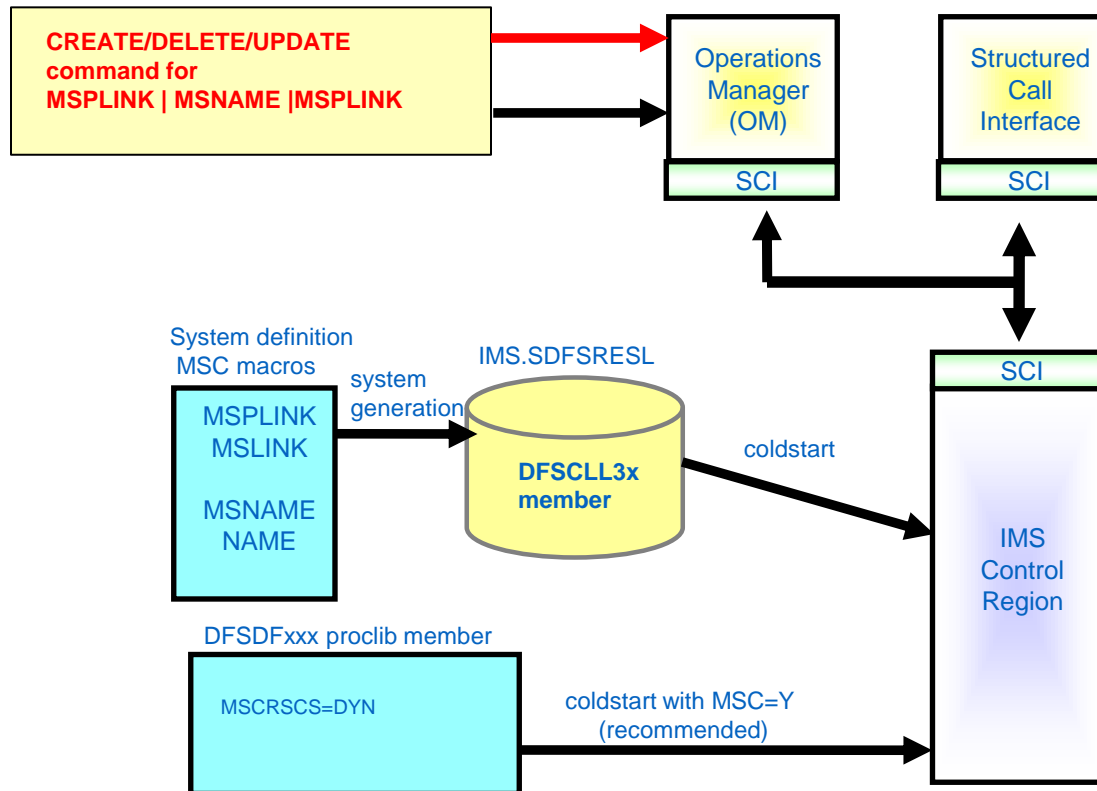 CREATE/DELETE/UPDATE
command for
MSPLINK | MSNAME |MSPLINK
Operations
Manager
(OM)
SCI
Structured
Call
Interface
SCI
System definition
MSC macros
MSPLINK
MSLINK
MSNAME
NAME
system
generation
IMS.SDFSRESL
DFSCLL3x
member
coldstart
SCI
IMS
Control
Region
DFSDFxxx proclib member
MSCRSCS=DYN
coldstart with MSC=Y
(recommended)